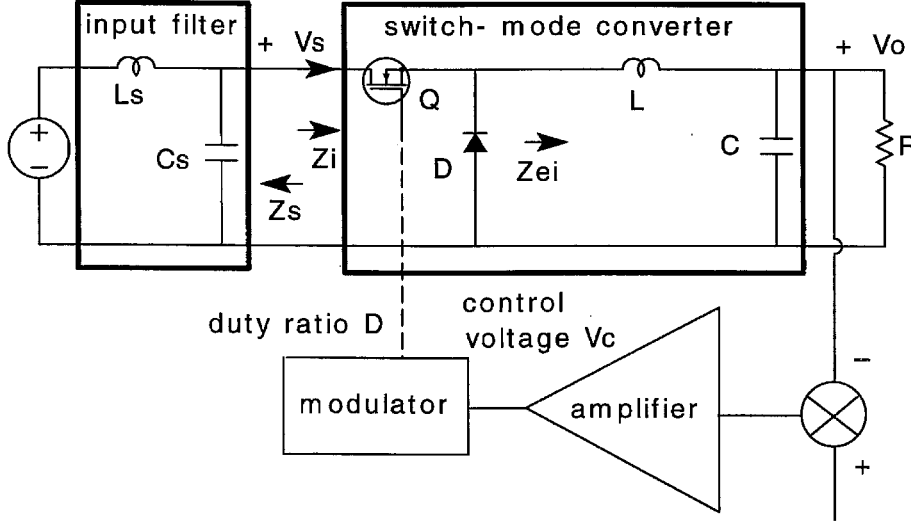 input filter
switch- mode converter
+ Vs
+ Vo
Ls
Q
L
+
−
Cs
Zi
D
Zei
C
R
Zs
duty ratio D
control
voltage Vc
−
modulator
amplifier
+